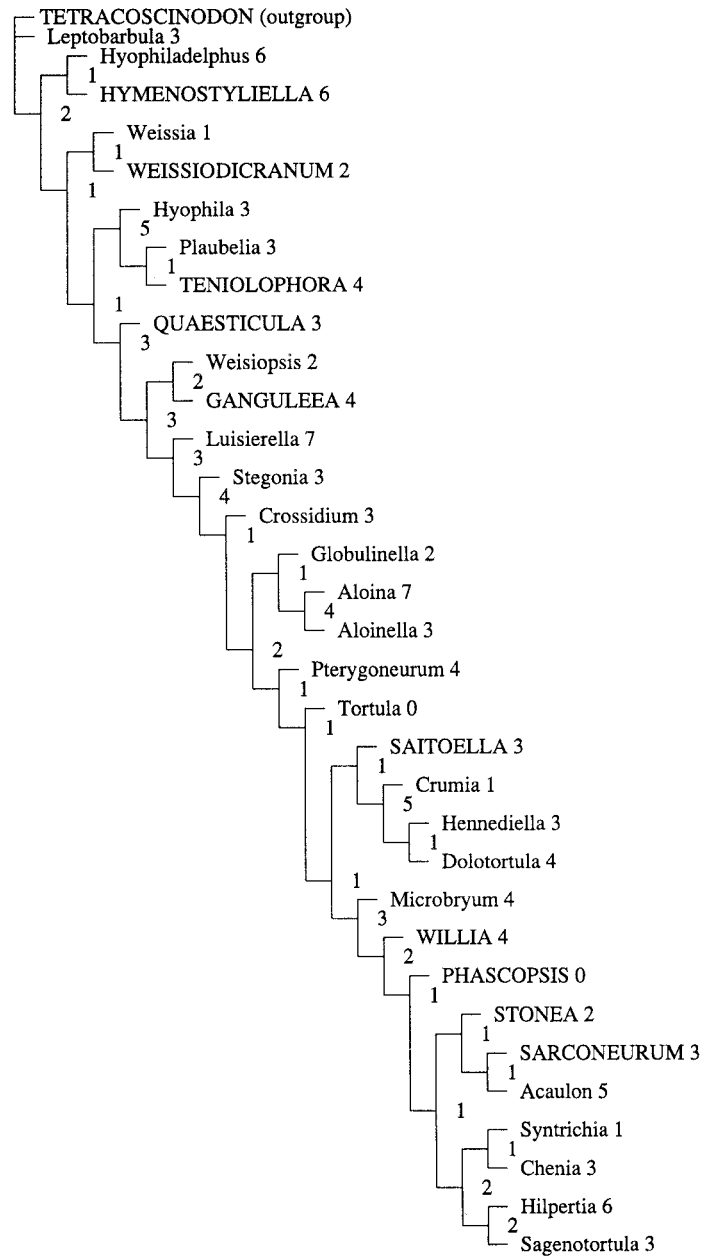 TETRACOSCINODON (outgroup)
Leptobarbula 3
Hyophiladelphus 6
1
HYMENOSTYLIELLA 6
2
Weissia 1
1
WEISSIODICRANUM 2
1
Hyophila 3
5
Plaubelia 3
1
TENIOLOPHORA 4
1
QUAESTICULA 3
3
Weisiopsis 2
2
GANGULEEA 4
3
Luisierella 7
3
Stegonia 3
4
Crossidium 3
1
Globulinella 2
1
Aloina 7
4
Aloinella 3
2
Pterygoneurum 4
1
Tortula 0
1
SAITOELLA 3
1
Crumia 1
5
Hennediella 3
1
Dolotortula 4
1
Microbryum 4
3
WILLIA 4
2
PHASCOPSIS 0
1
STONEA 2
1
SARCONEURUM 3
1
Acaulon 5
1
Syntrichia 1
1
Chenia 3
2
Hilpertia 6
2
Sagenotortula 3